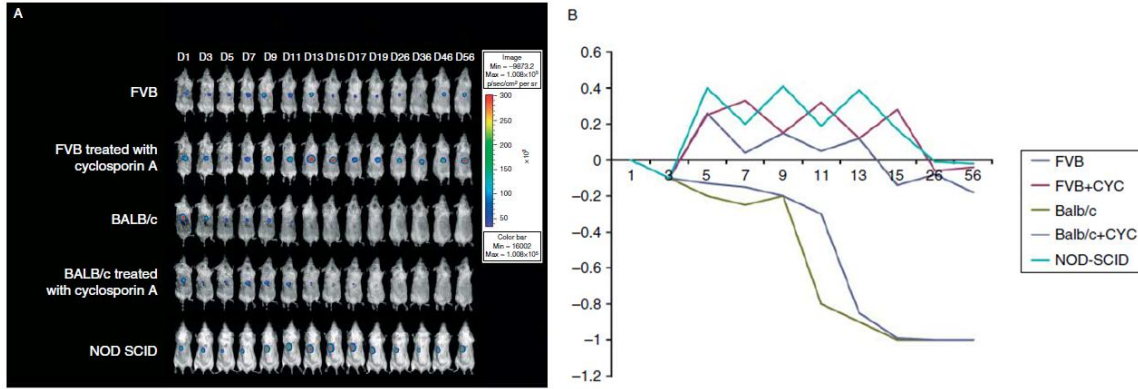 A
D1 D3 D5 D7 D9 D11 D13 D15 D17 D19 D26 D36 D46 D56
FVB
FVB treated with
cyclosporin A
BALB/c
BALB/c treated
with cyclosporin A
NOD SCID
Image
Min = −9873.2
Max = 1.008×10⁵
p/sec/cm² per sr
300
250
200
150
100
50
Color bar
Min = 16002
Max = 1.008×10⁵
B
0.6
0.4
0.2
0
−0.2
−0.4
−0.6
−0.8
−1
−1.2
1 3 5 7 9 11 13 15 26 56
FVB
FVB+CYC
Balb/c
Balb/c+CYC
NOD-SCID